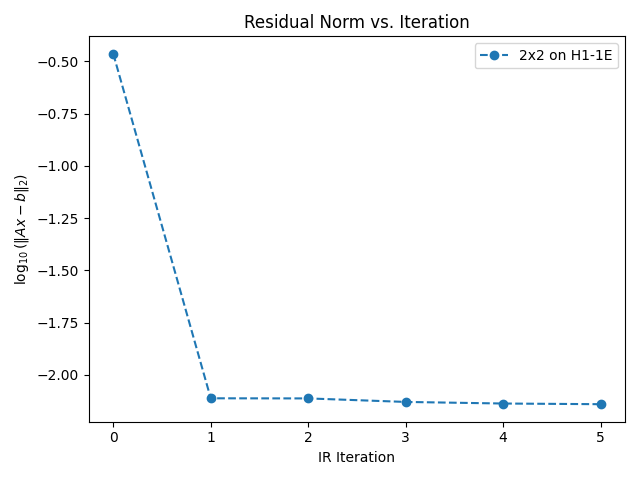 Residual Norm vs. Iteration
2x2 on H1-1E
−0.50
−0.75
−1.00
−1.25
−1.50
−1.75
−2.00
log₁₀(‖Ax − b‖₂)
0 1 2 3 4 5
IR Iteration